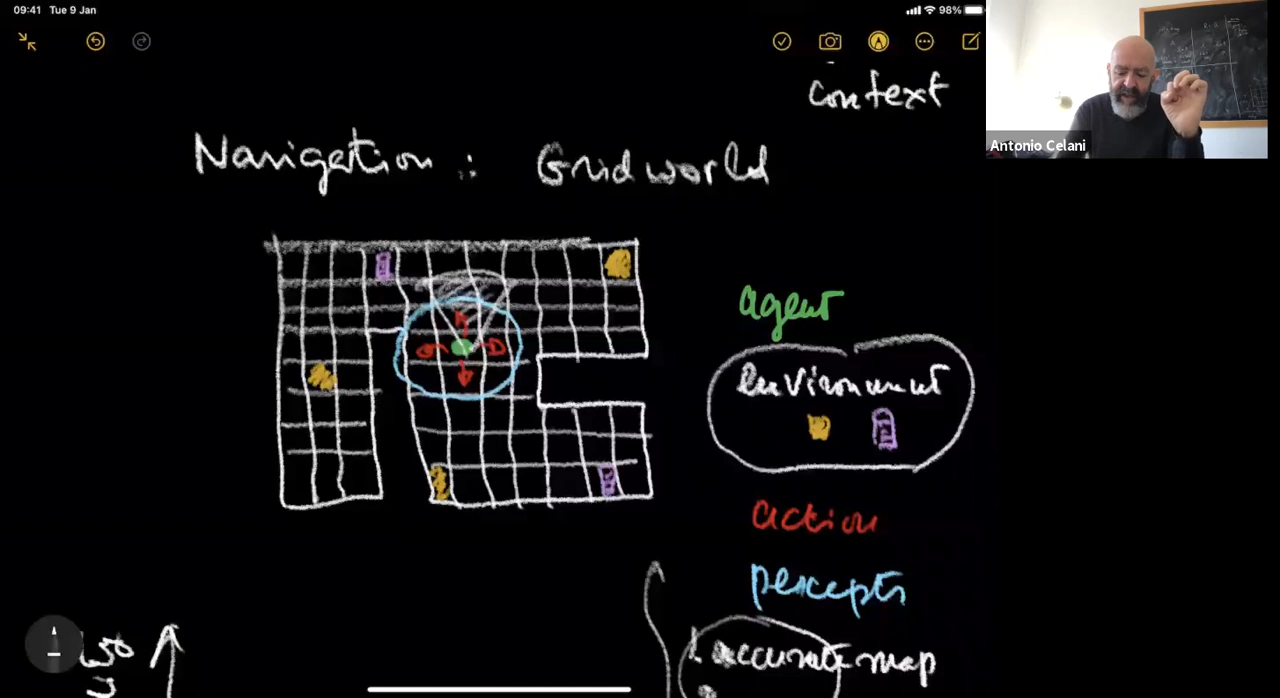 09:41 Tue 9 Jan
98%
context
Antonio Celani
Navigation : Gridworld
agent
environment
action
percepts
accurate map